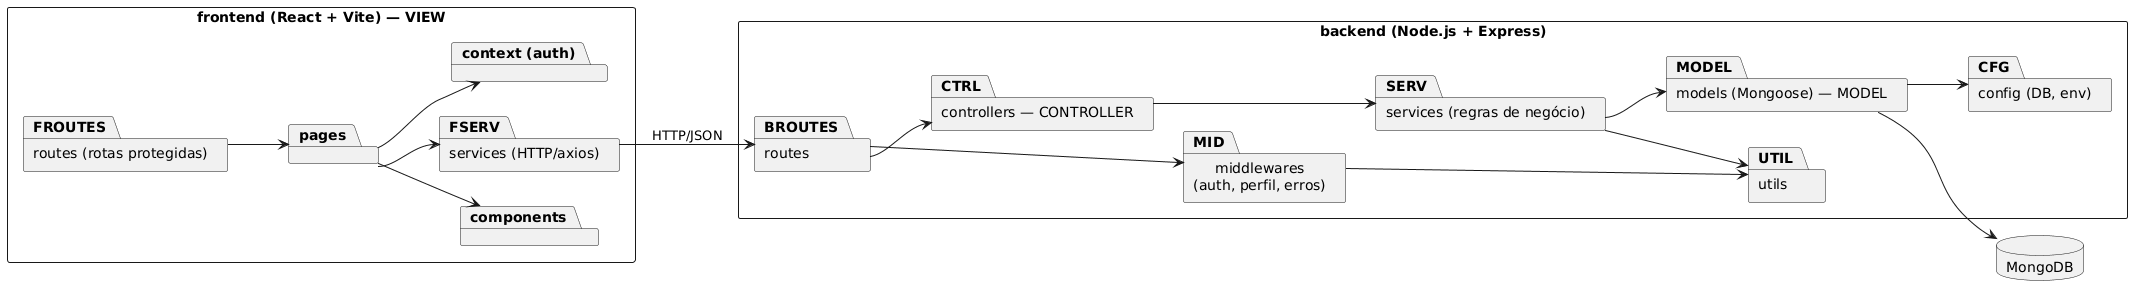 frontend (React + Vite) — VIEW
context (auth)
FROUTES
routes (rotas protegidas)
pages
FSERV
services (HTTP/axios)
components
HTTP/JSON
backend (Node.js + Express)
BROUTES
routes
CTRL
controllers — CONTROLLER
MID
middlewares
(auth, perfil, erros)
SERV
services (regras de negócio)
MODEL
models (Mongoose) — MODEL
UTIL
utils
CFG
config (DB, env)
MongoDB